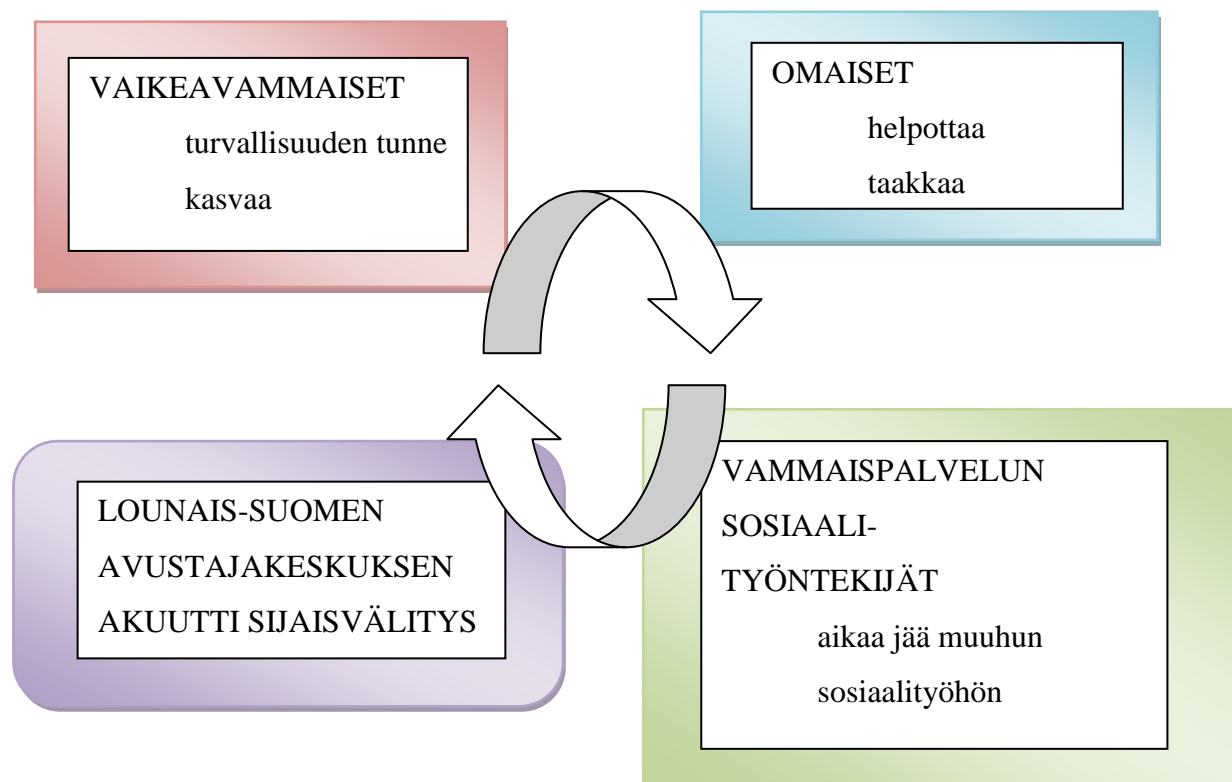 VAIKEAVAMMAISET
turvallisuuden tunne
kasvaa
OMAISET
helpottaa
taakkaa
LOUNAIS-SUOMEN
AVUSTAJAKESKUKSEN
AKUUTTI SIJAISVÄLITYS
VAMMAISPALVELUN
SOSIAALI-
TYÖNTEKIJÄT
aikaa jää muuhun
sosiaalityöhön